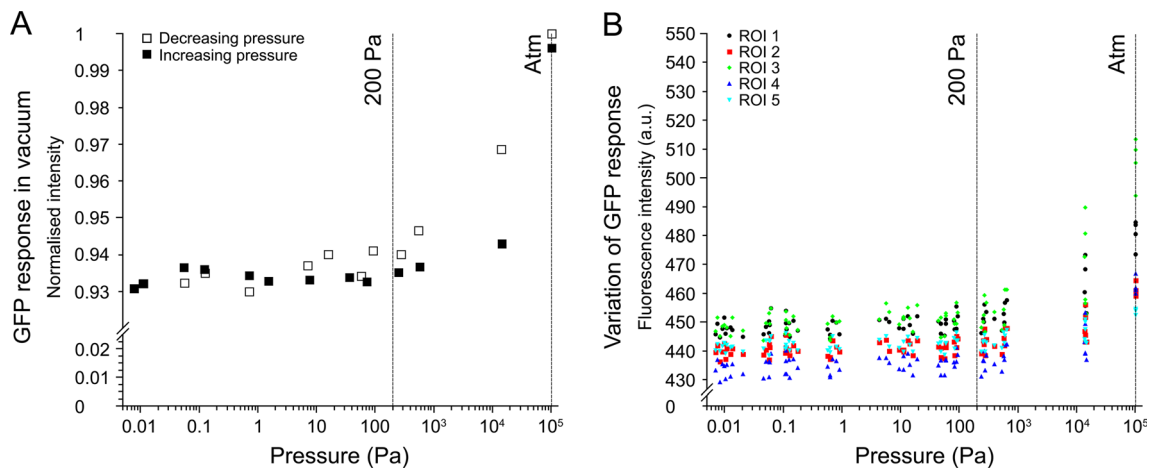 A
GFP response in vacuum
Normalised intensity
1
0.99
0.98
0.97
0.96
0.95
0.94
0.93
0.02
0.01
0
Decreasing pressure
Increasing pressure
200 Pa
Atm
0.01
0.1
1
10
100
10³
10⁴
10⁵
Pressure (Pa)
B
Variation of GFP response
Fluorescence intensity (a.u.)
550
540
530
520
510
500
490
480
470
460
450
440
430
0
ROI 1
ROI 2
ROI 3
ROI 4
ROI 5
200 Pa
Atm
0.01
0.1
1
10
100
10³
10⁴
10⁵
Pressure (Pa)